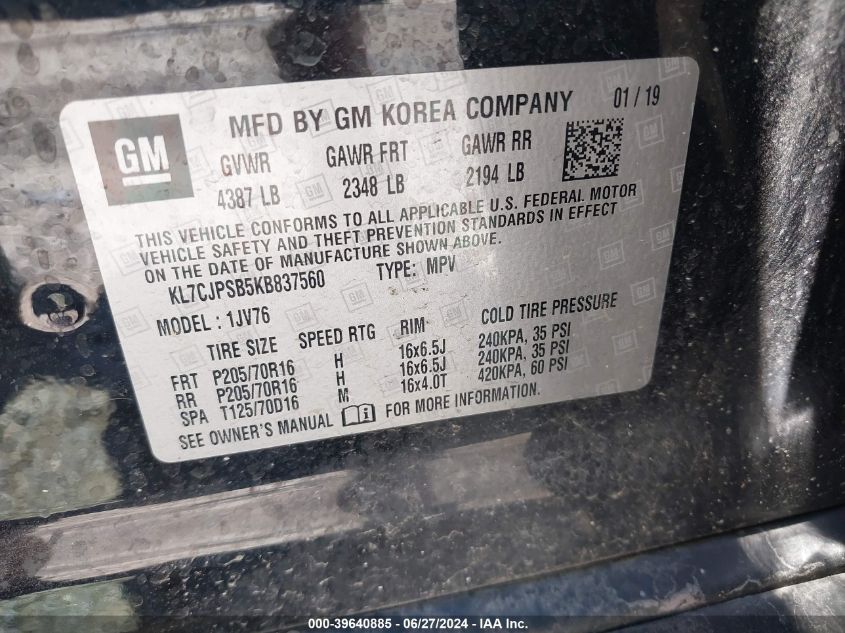 GM
MFD BY GM KOREA COMPANY 01 / 19
GVWR GAWR FRT GAWR RR
4387 LB 2348 LB 2194 LB
THIS VEHICLE CONFORMS TO ALL APPLICABLE U.S. FEDERAL MOTOR
VEHICLE SAFETY AND THEFT PREVENTION STANDARDS IN EFFECT
ON THE DATE OF MANUFACTURE SHOWN ABOVE.
KL7CJPSB5KB837560 TYPE: MPV
MODEL : 1JV76
TIRE SIZE SPEED RTG RIM COLD TIRE PRESSURE
FRT P205/70R16 H 16x6.5J 240KPA, 35 PSI
RR P205/70R16 H 16x6.5J 240KPA, 35 PSI
SPA T125/70D16 M 16x4.0T 420KPA, 60 PSI
SEE OWNER'S MANUAL FOR MORE INFORMATION.
000-39640885 - 06/27/2024 - IAA Inc.